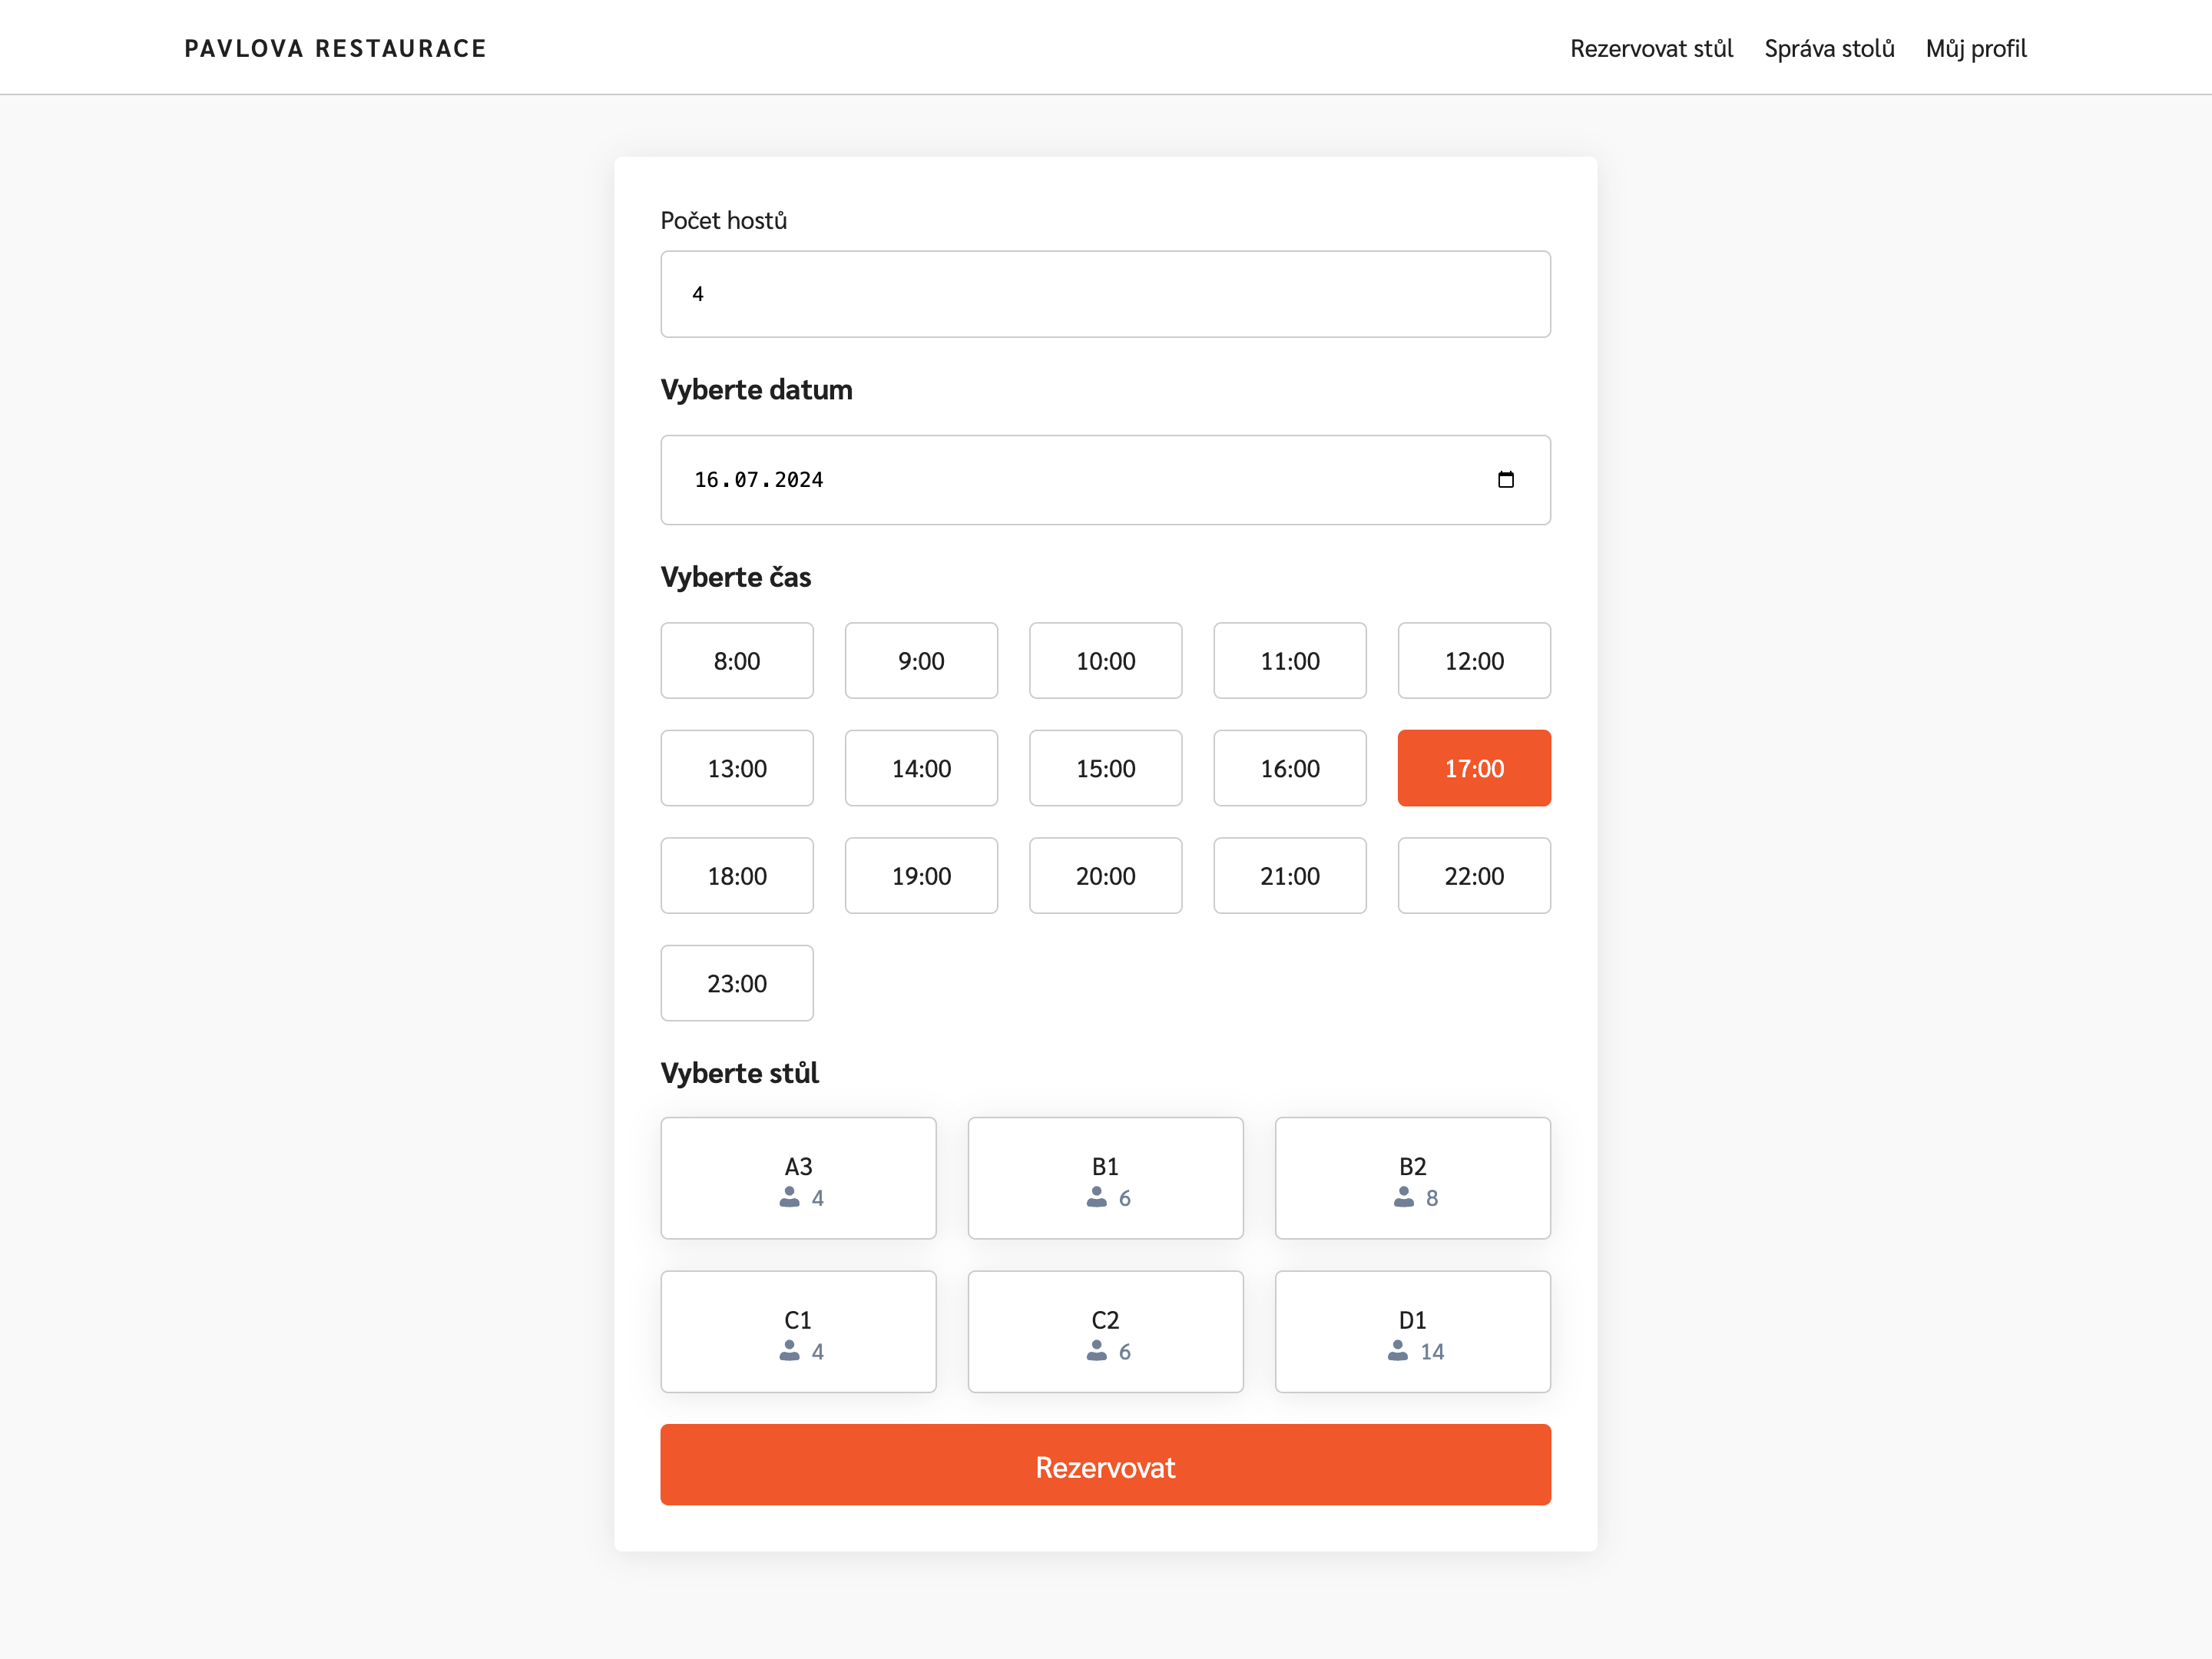 PAVLOVA RESTAURACE
Rezervovat stůl Správa stolů Můj profil
Počet hostů
4
Vyberte datum
16.07.2024
Vyberte čas
8:00 9:00 10:00 11:00 12:00
13:00 14:00 15:00 16:00 17:00
18:00 19:00 20:00 21:00 22:00
23:00
Vyberte stůl
A3 B1 B2
4 6 8
C1 C2 D1
4 6 14
Rezervovat